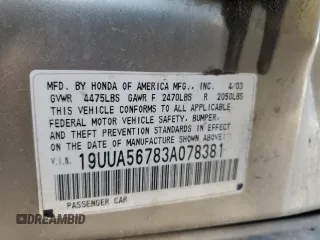 MFD. BY HONDA OF AMERICA MFG., INC. 4/03
GVWR 4475LBS GAWR F 2470LBS R 2050LBS
THIS VEHICLE CONFORMS TO ALL APPLICABLE
FEDERAL MOTOR VEHICLE SAFETY, BUMPER,
AND THEFT PREVENTION STANDARDS IN EFFECT
ON THE DATE OF MANUFACTURE SHOWN ABOVE.
V.I.N. 19UUA56783A078381
PASSENGER CAR
DREAMBID